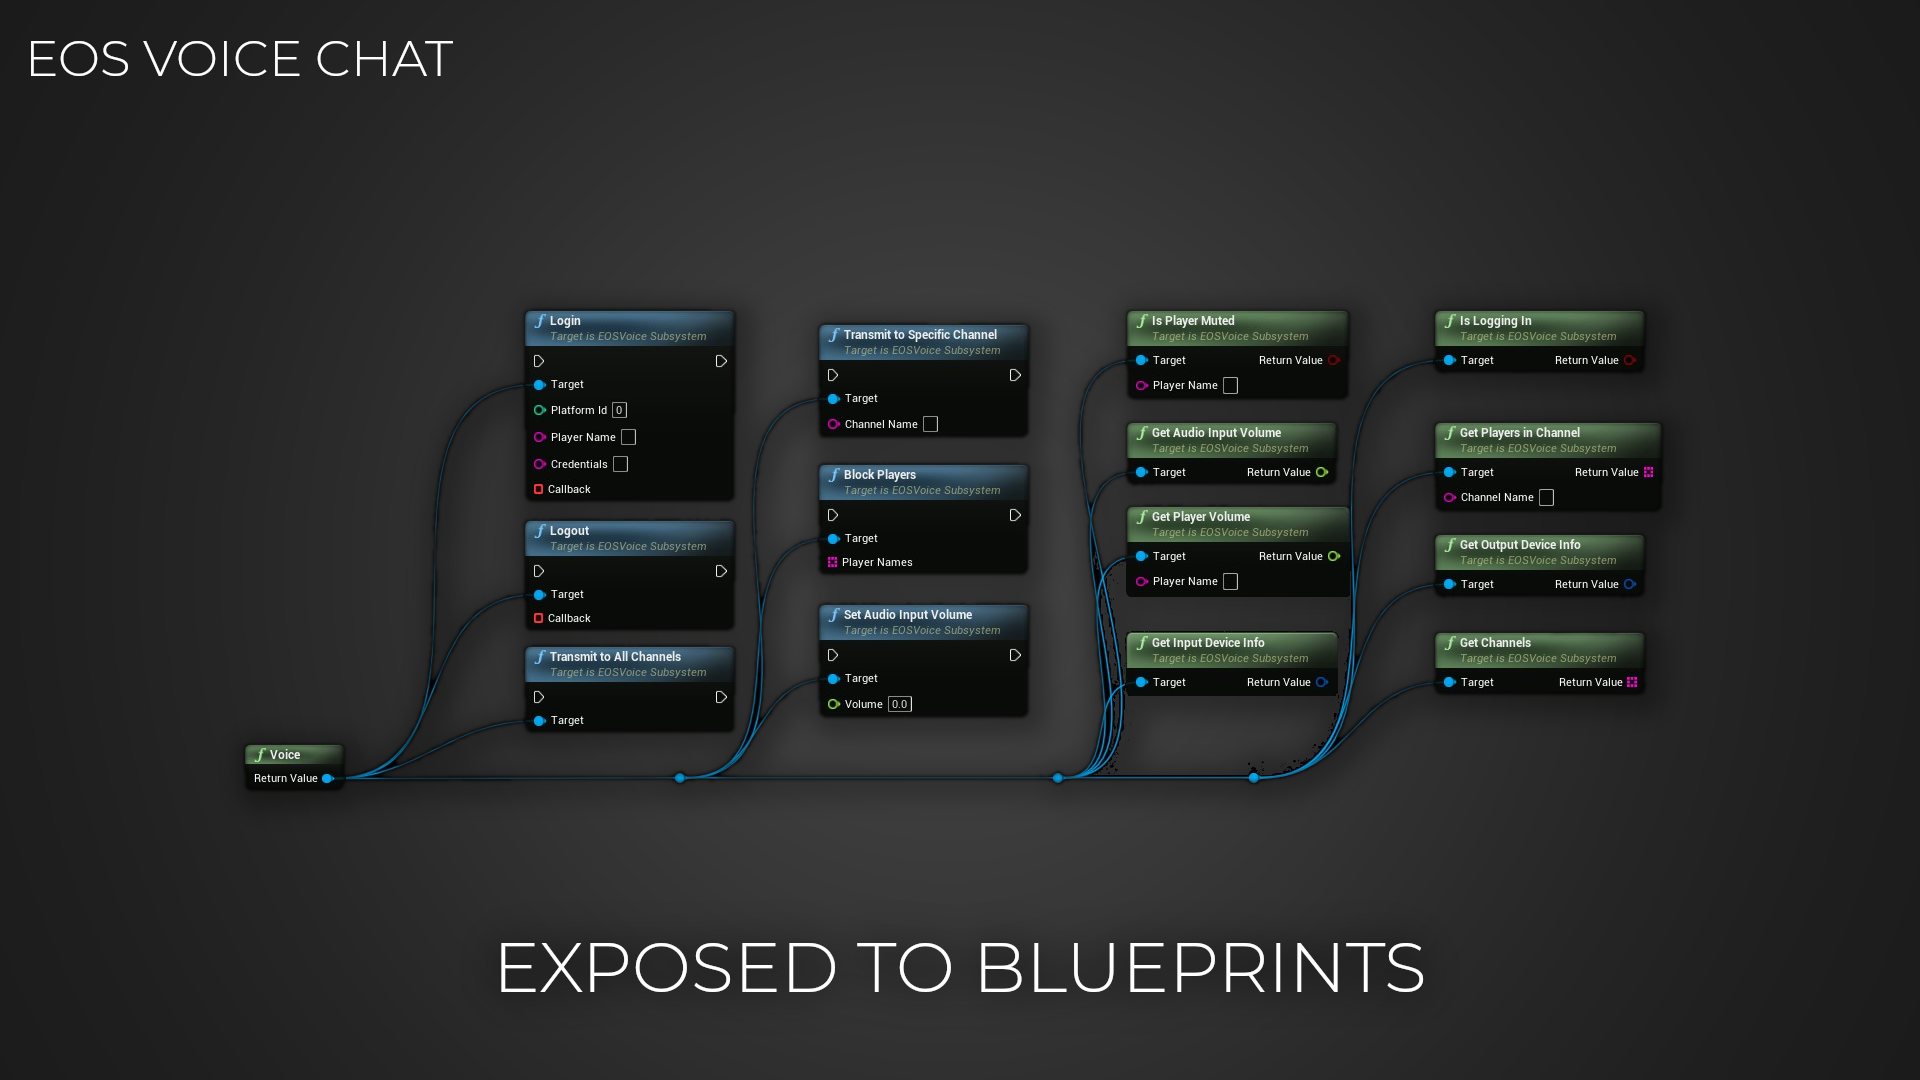 EOS VOICE CHAT
Login
Target is EOSVoice Subsystem
Target
Platform Id 0
Player Name
Credentials
Callback
Logout
Target is EOSVoice Subsystem
Target
Callback
Transmit to All Channels
Target is EOSVoice Subsystem
Target
Voice
Return Value
Transmit to Specific Channel
Target is EOSVoice Subsystem
Target
Channel Name
Block Players
Target is EOSVoice Subsystem
Target
Player Names
Set Audio Input Volume
Target is EOSVoice Subsystem
Target
Volume 0.0
Is Player Muted
Target is EOSVoice Subsystem
Target Return Value
Player Name
Get Audio Input Volume
Target is EOSVoice Subsystem
Target Return Value
Get Player Volume
Target is EOSVoice Subsystem
Target Return Value
Player Name
Get Input Device Info
Target is EOSVoice Subsystem
Target Return Value
Is Logging In
Target is EOSVoice Subsystem
Target Return Value
Get Players in Channel
Target is EOSVoice Subsystem
Target Return Value
Channel Name
Get Output Device Info
Target is EOSVoice Subsystem
Target Return Value
Get Channels
Target is EOSVoice Subsystem
Target Return Value
EXPOSED TO BLUEPRINTS